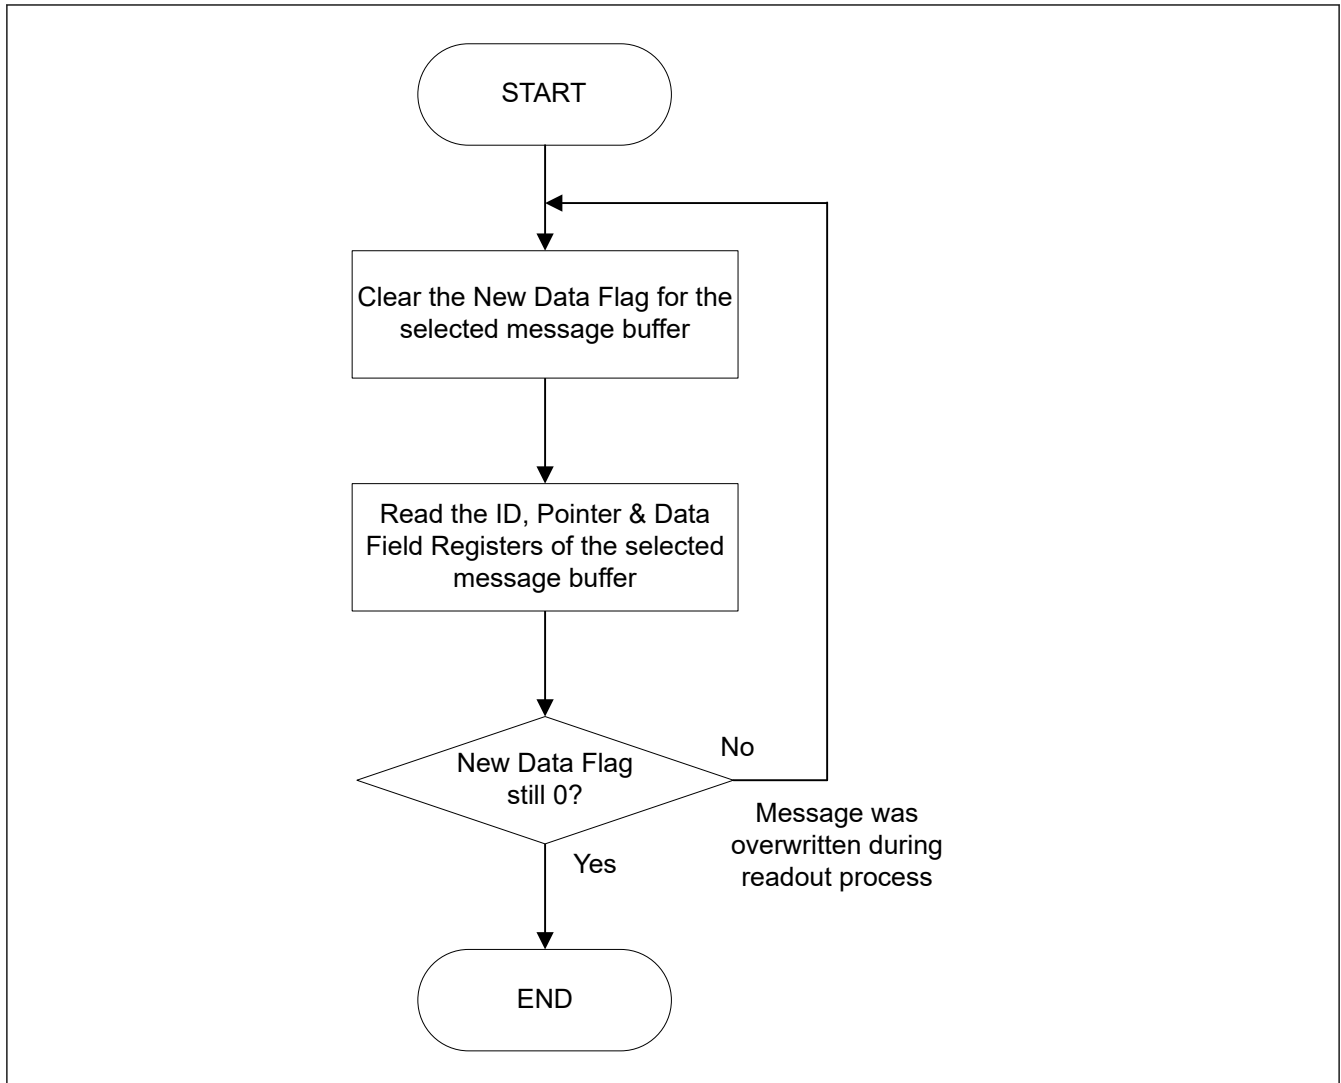 START
Clear the New Data Flag for the
selected message buffer
Read the ID, Pointer & Data
Field Registers of the selected
message buffer
New Data Flag
still 0?
No
Message was
overwritten during
readout process
Yes
END